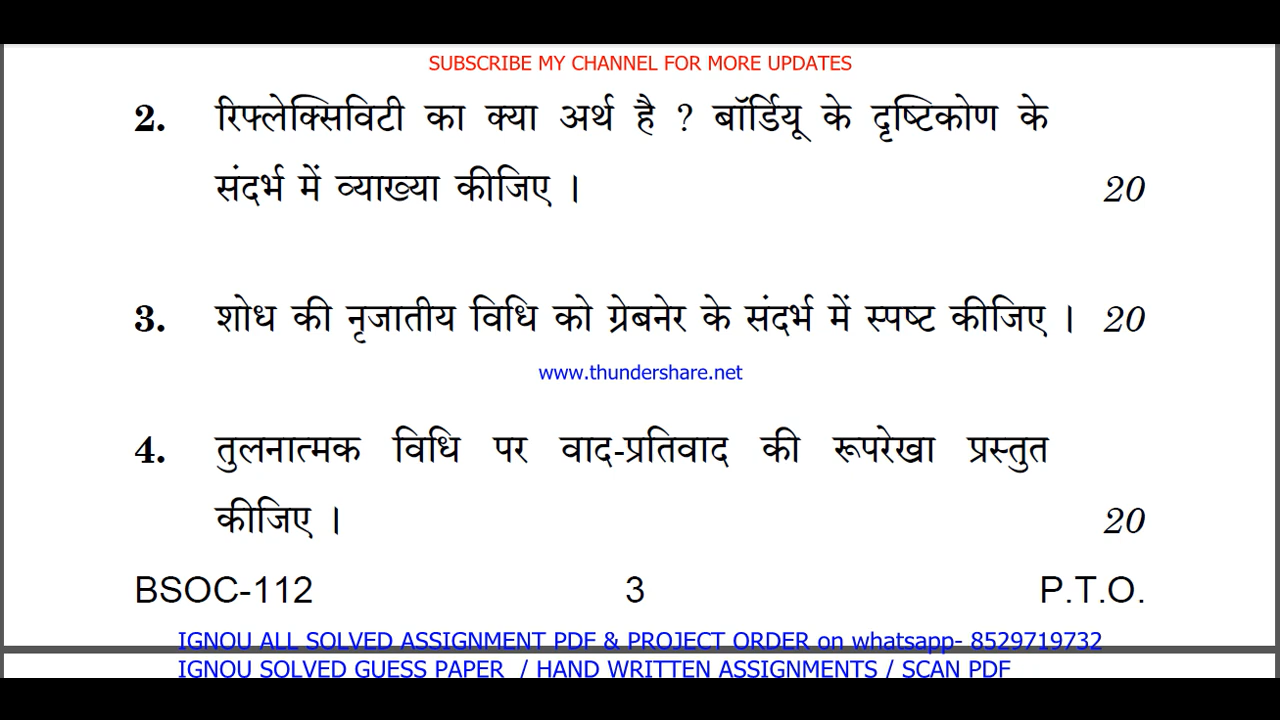 SUBSCRIBE MY CHANNEL FOR MORE UPDATES
2. रिफ्लेक्सिविटी का क्या अर्थ है ? बॉर्डियू के दृष्टिकोण के
संदर्भ में व्याख्या कीजिए । 20
3. शोध की नृजातीय विधि को ग्रेबनेर के संदर्भ में स्पष्ट कीजिए । 20
www.thundershare.net
4. तुलनात्मक विधि पर वाद-प्रतिवाद की रूपरेखा प्रस्तुत
कीजिए । 20
BSOC-112 3 P.T.O.
IGNOU ALL SOLVED ASSIGNMENT PDF & PROJECT ORDER on whatsapp- 8529719732
IGNOU SOLVED GUESS PAPER / HAND WRITTEN ASSIGNMENTS / SCAN PDF